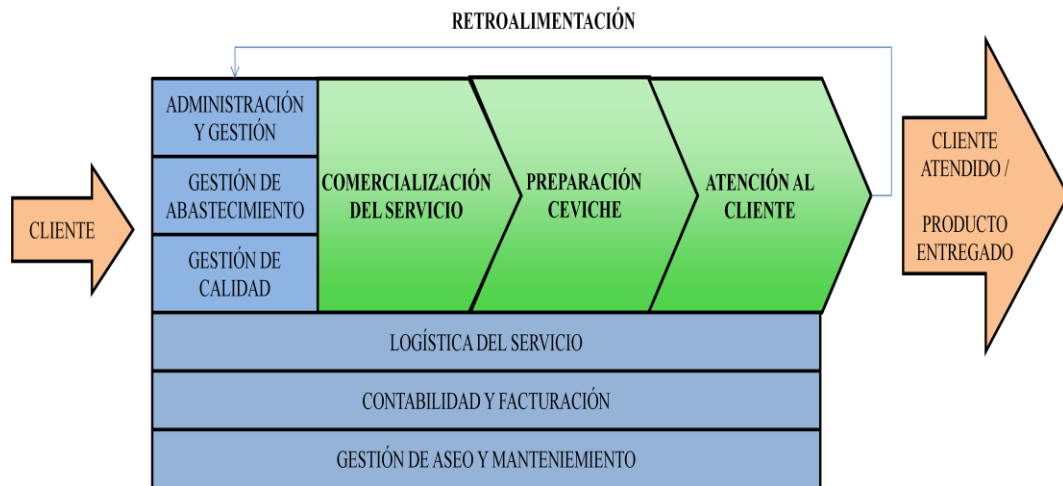 RETROALIMENTACIÓN
ADMINISTRACIÓN
Y GESTIÓN
GESTIÓN DE
ABASTECIMIENTO
GESTIÓN DE
CALIDAD
CLIENTE
COMERCIALIZACIÓN
DEL SERVICIO
PREPARACIÓN
CEVICHE
ATENCIÓN AL
CLIENTE
CLIENTE
ATENDIDO /
PRODUCTO
ENTREGADO
LOGÍSTICA DEL SERVICIO
CONTABILIDAD Y FACTURACIÓN
GESTIÓN DE ASEO Y MANTENIEMIENTO